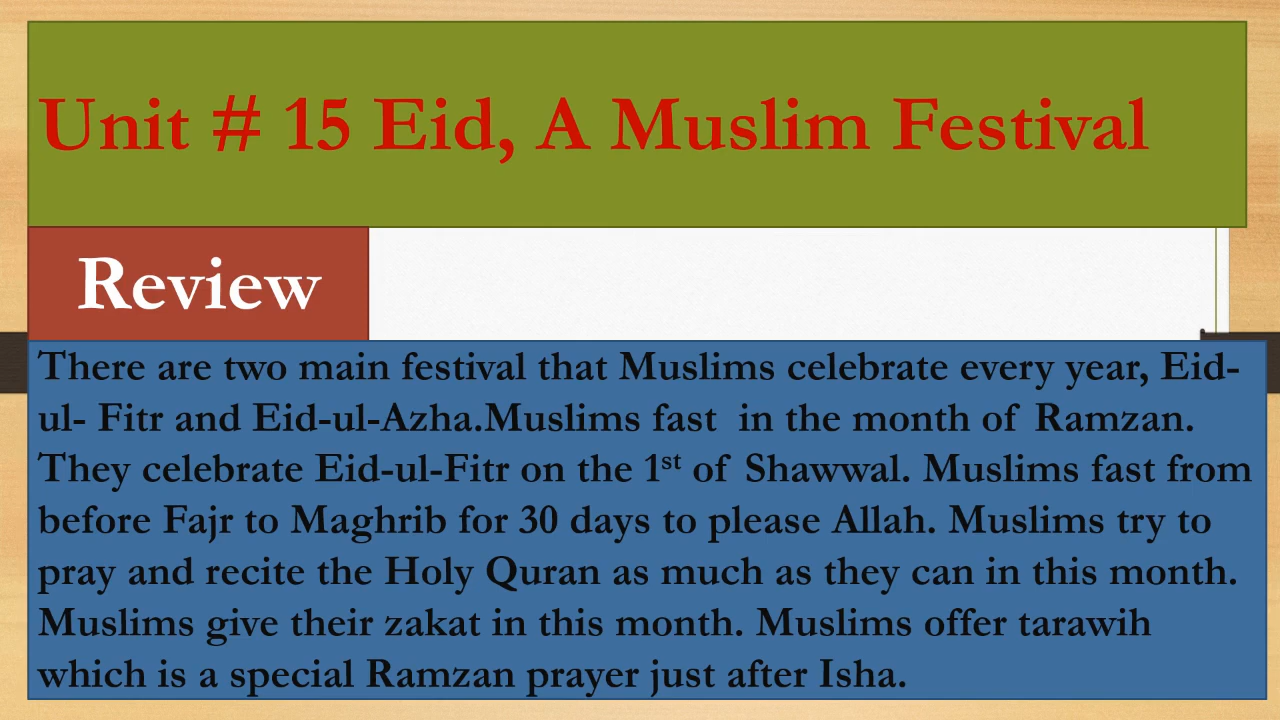 Unit # 15 Eid, A Muslim Festival
Review
There are two main festival that Muslims celebrate every year, Eid-
ul- Fitr and Eid-ul-Azha.Muslims fast  in the month of Ramzan.
They celebrate Eid-ul-Fitr on the 1st of Shawwal. Muslims fast from
before Fajr to Maghrib for 30 days to please Allah. Muslims try to
pray and recite the Holy Quran as much as they can in this month.
Muslims give their zakat in this month. Muslims offer tarawih
which is a special Ramzan prayer just after Isha.